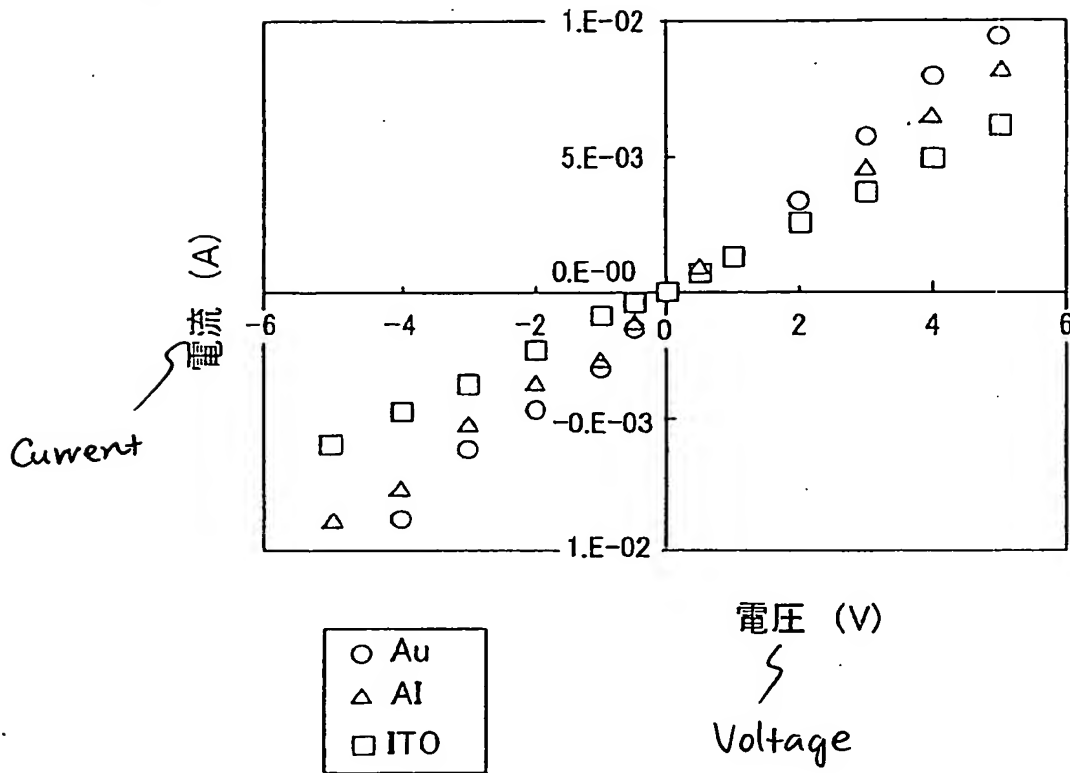 1.E-02
5.E-03
0.E-00
-6 -4 -2 0 2 4 6
電流 (A)
Current
-0.E-03
1.E-02
電圧 (V)
Voltage
Au
Al
ITO